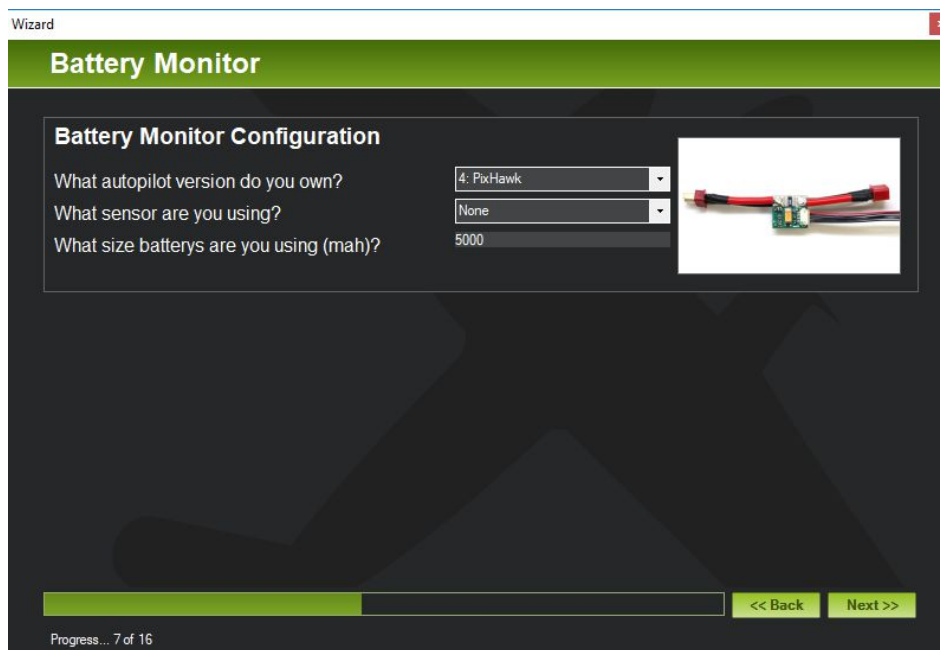 Wizard
Battery Monitor
Battery Monitor Configuration
What autopilot version do you own? 4: PixHawk
What sensor are you using? None
What size batterys are you using (mah)? 5000
<< Back Next >>
Progress... 7 of 16